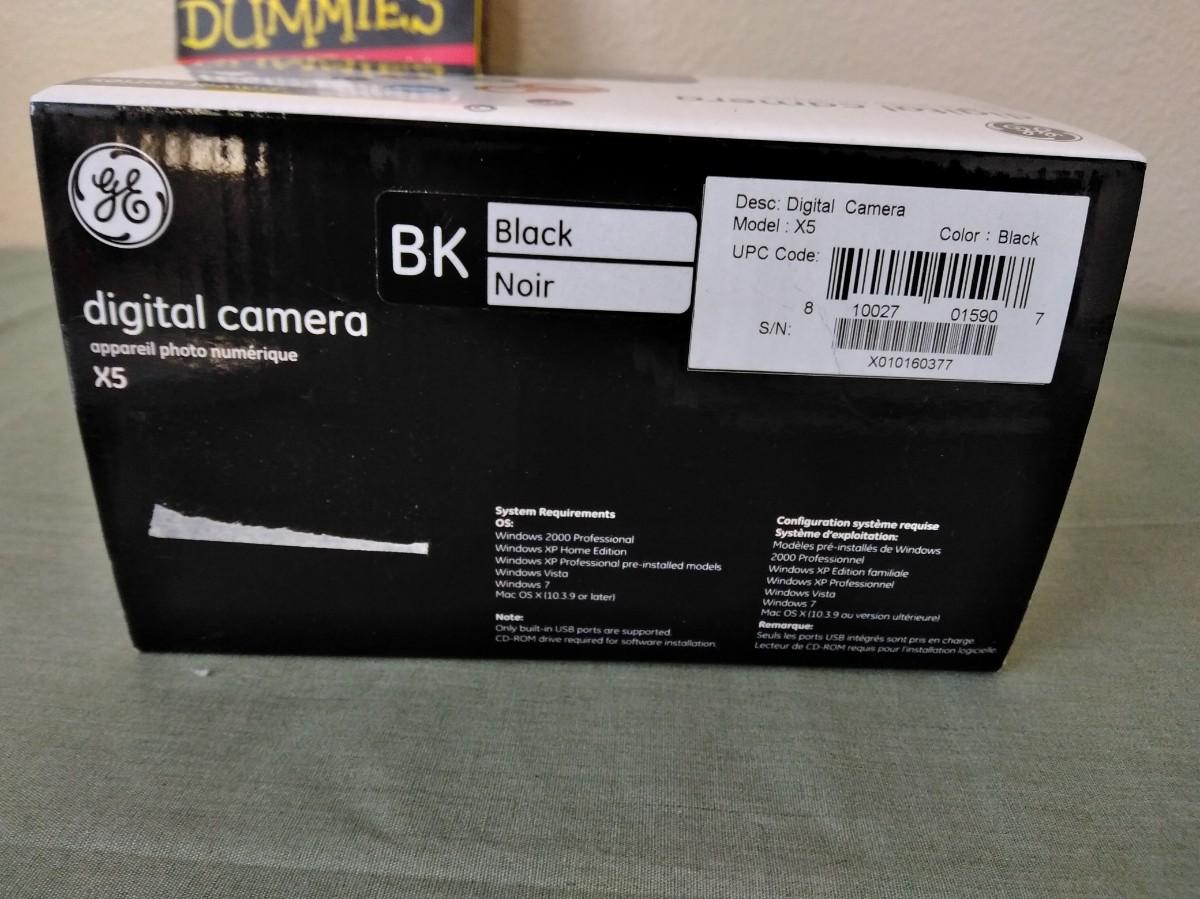 DUMMIES
digital camera
GE
BK
Black
Noir
digital camera
appareil photo numérique
X5
Desc: Digital Camera
Model : X5
Color : Black
UPC Code:
8 10027 01590 7
S/N:
X010160377
System Requirements
OS:
Windows 2000 Professional
Windows XP Home Edition
Windows XP Professional pre-installed models
Windows Vista
Windows 7
Mac OS X (10.3.9 or later)
Note:
Only built-in USB ports are supported.
CD-ROM drive required for software installation.
Configuration système requise
Système d'exploitation:
Modèles pré-installés de Windows
2000 Professionnel
Windows XP Edition familiale
Windows XP Professionnel
Windows Vista
Windows 7
Mac OS X (10.3.9 ou version ultérieure)
Remarque:
Seuls les ports USB intégrés sont pris en charge.
Lecteur de CD-ROM requis pour l'installation logicielle.